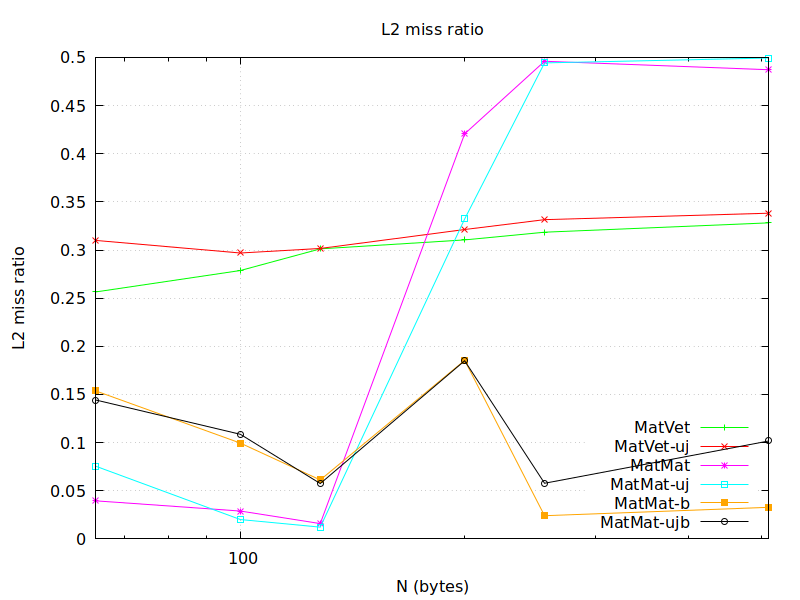 L2 miss ratio
0.5
0.45
0.4
0.35
0.3
0.25
0.2
0.15
0.1
0.05
0
L2 miss ratio
100
N (bytes)
MatVet
MatVet-uj
MatMat
MatMat-uj
MatMat-b
MatMat-ujb